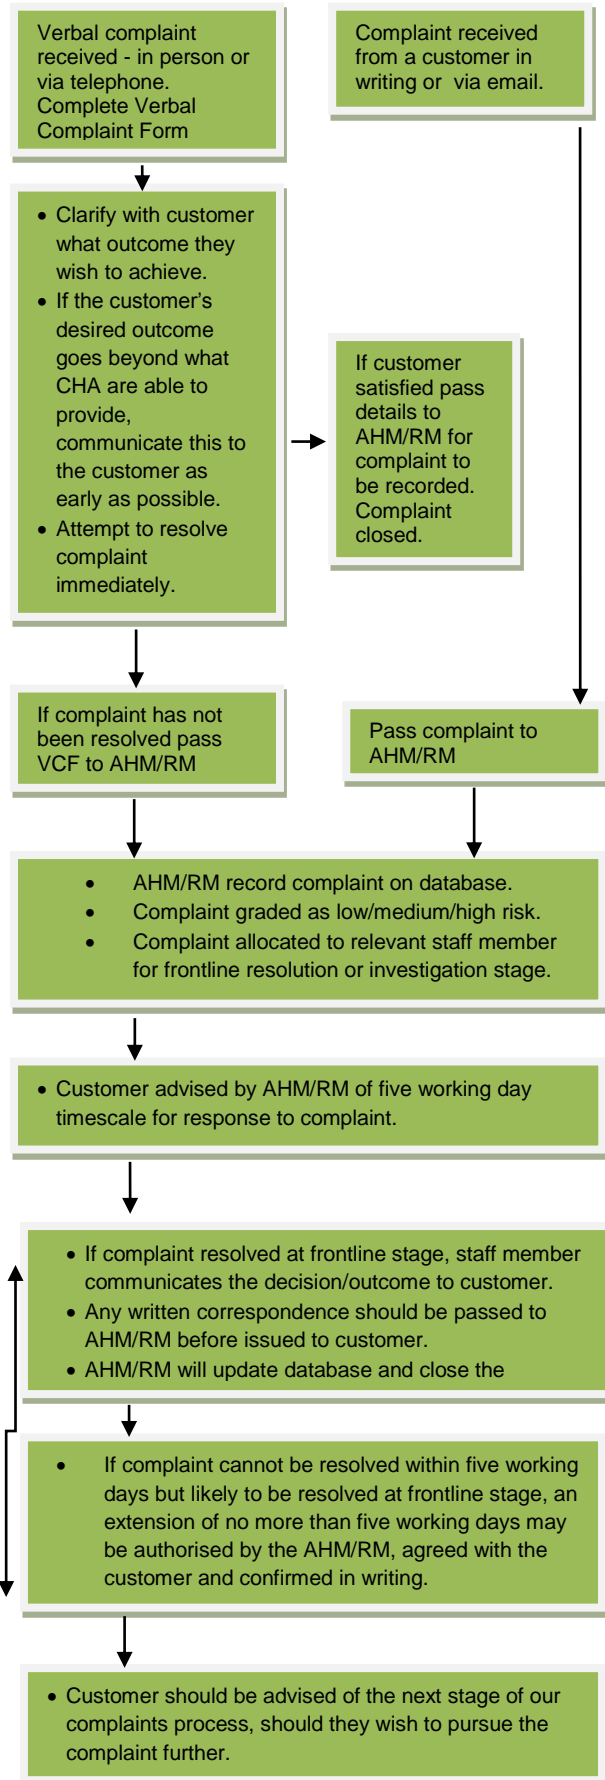 Verbal complaint
received - in person or
via telephone.
Complete Verbal
Complaint Form
Complaint received
from a customer in
writing or via email.
• Clarify with customer
what outcome they
wish to achieve.
• If the customer’s
desired outcome
goes beyond what
CHA are able to
provide,
communicate this to
the customer as
early as possible.
• Attempt to resolve
complaint
immediately.
If customer
satisfied pass
details to
AHM/RM for
complaint to
be recorded.
Complaint
closed.
If complaint has not
been resolved pass
VCF to AHM/RM
Pass complaint to
AHM/RM
• AHM/RM record complaint on database.
• Complaint graded as low/medium/high risk.
• Complaint allocated to relevant staff member
for frontline resolution or investigation stage.
• Customer advised by AHM/RM of five working day
timescale for response to complaint.
• If complaint resolved at frontline stage, staff member
communicates the decision/outcome to customer.
• Any written correspondence should be passed to
AHM/RM before issued to customer.
• AHM/RM will update database and close the
• If complaint cannot be resolved within five working
days but likely to be resolved at frontline stage, an
extension of no more than five working days may
be authorised by the AHM/RM, agreed with the
customer and confirmed in writing.
• Customer should be advised of the next stage of our
complaints process, should they wish to pursue the
complaint further.